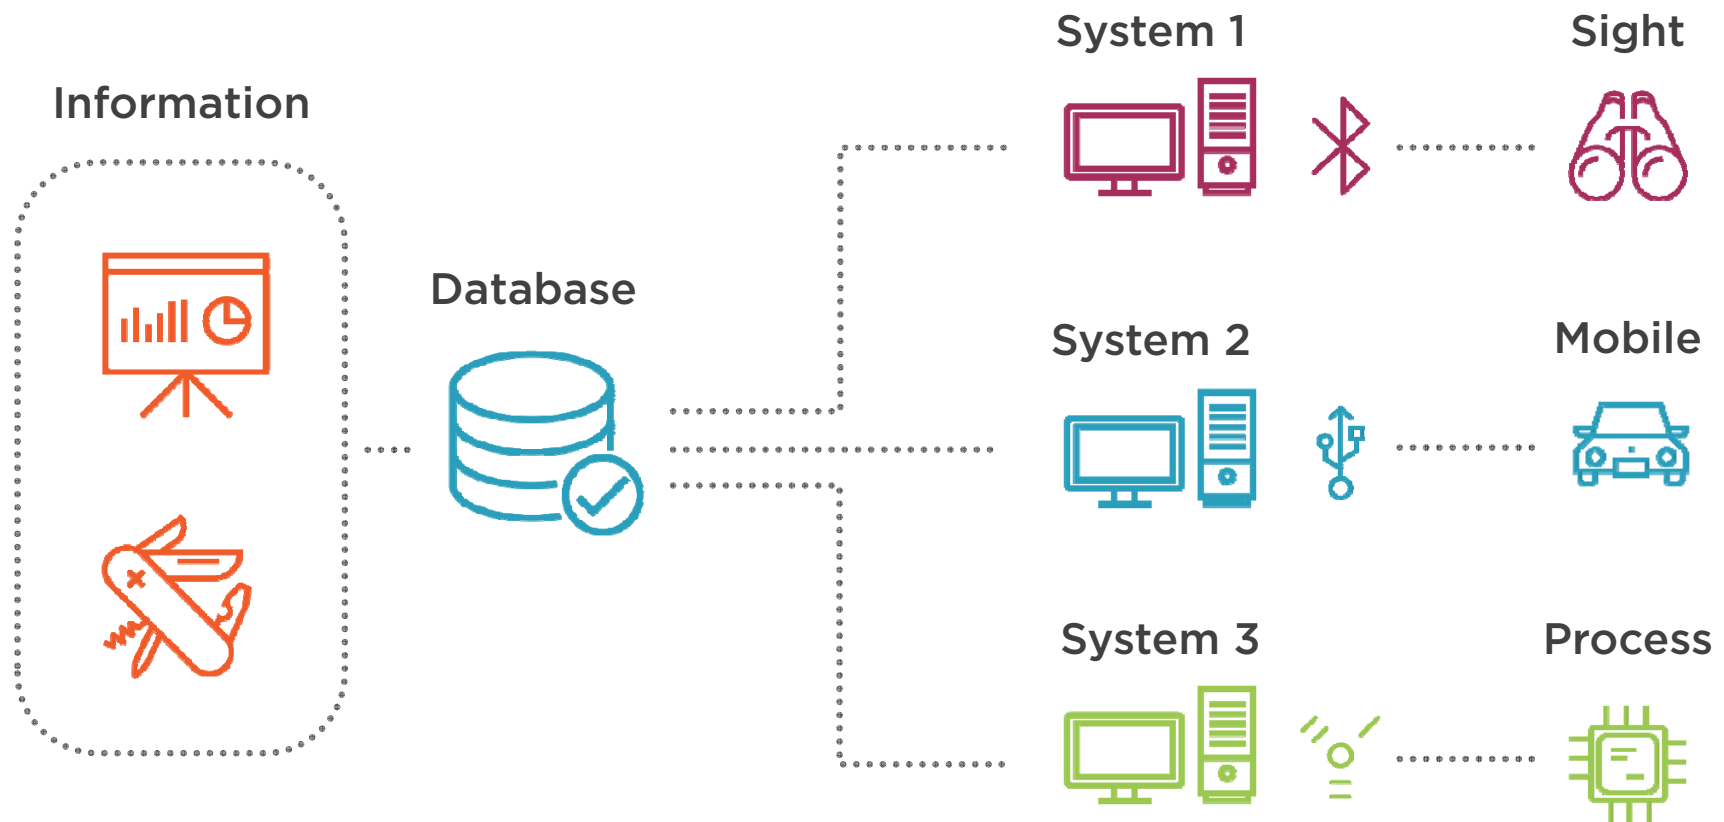 Information
Database
System 1
Sight
System 2
Mobile
System 3
Process